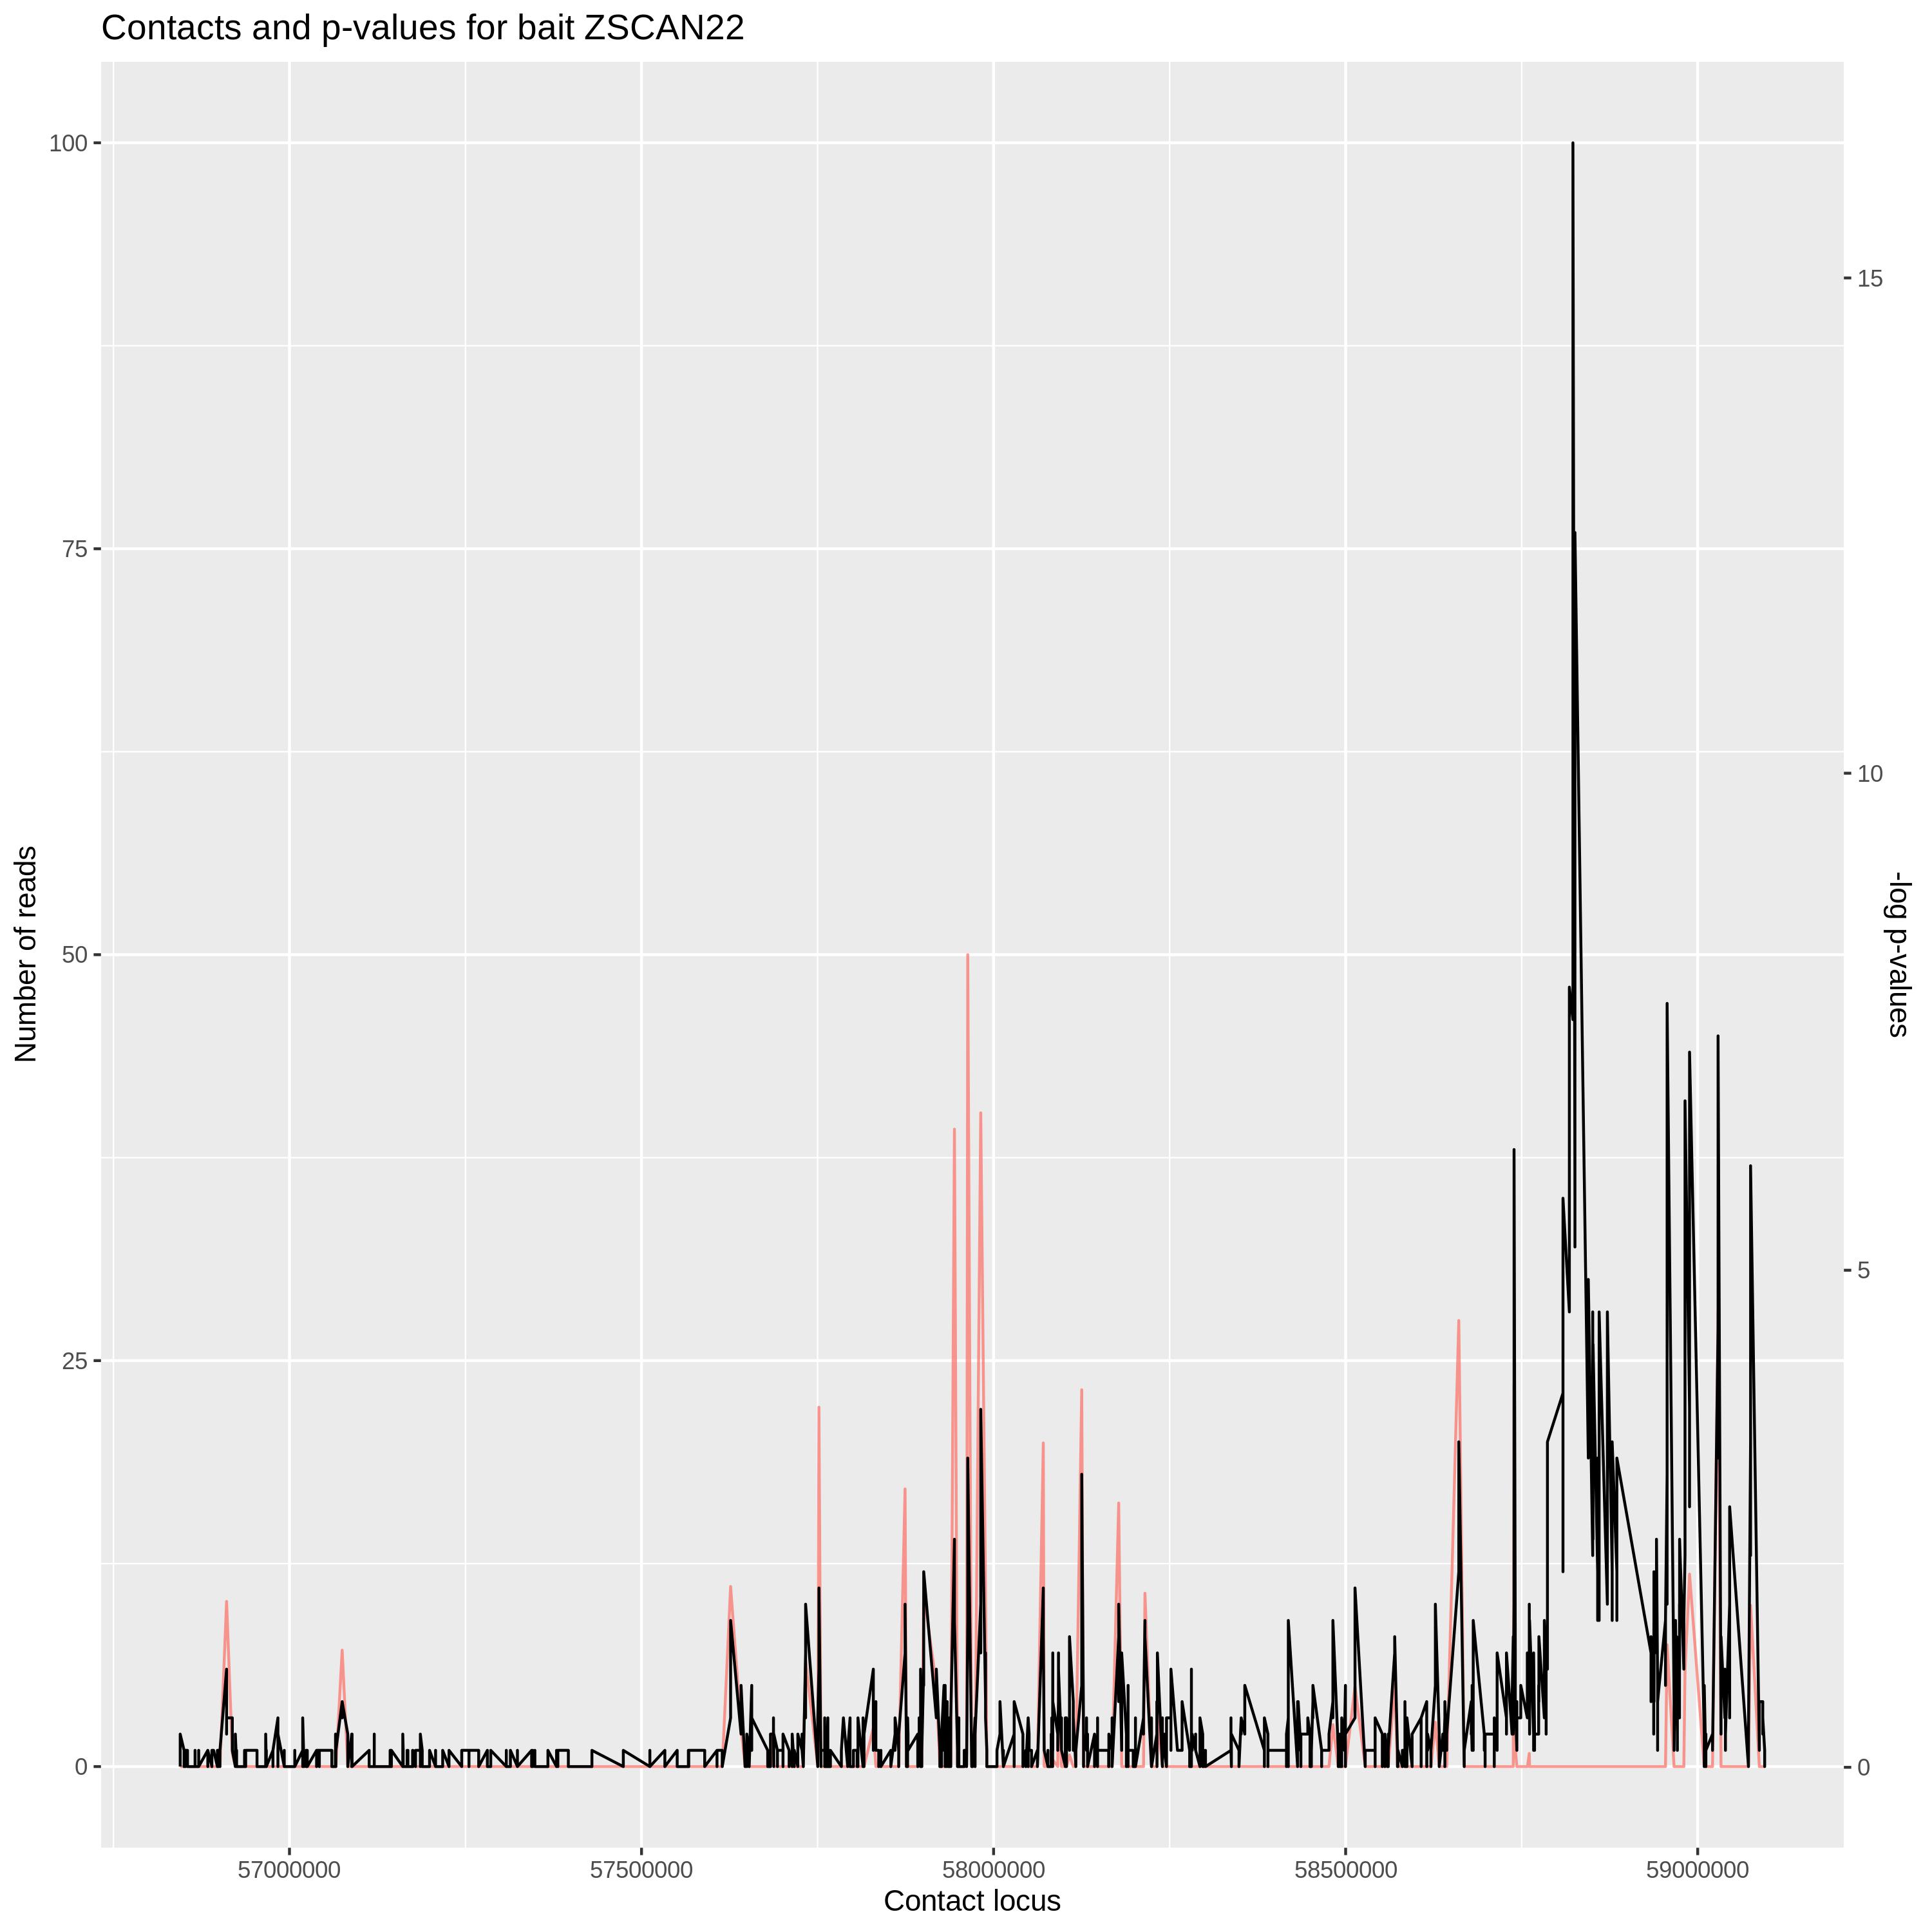 Contacts and p-values for bait ZSCAN22
100
75
50
25
0
Number of reads
15
10
5
0
-log p-values
57000000 57500000 58000000 58500000 59000000
Contact locus